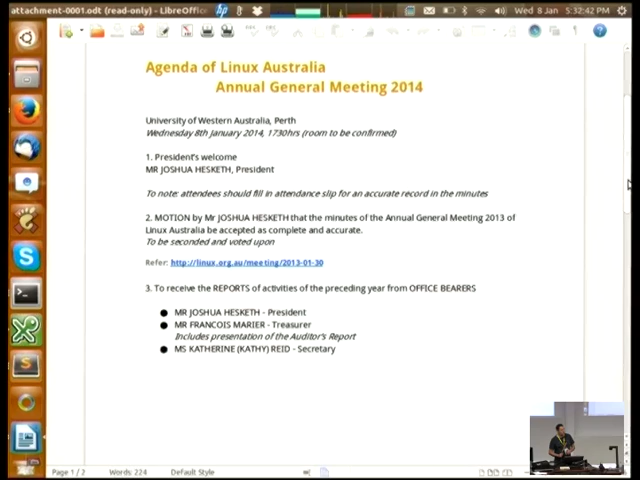 attachment-0001.odt (read-only) - LibreOffic
Wed 8 Jan 5:32:42 PM
Agenda of Linux Australia
Annual General Meeting 2014
University of Western Australia, Perth
Wednesday 8th January 2014, 1730hrs (room to be confirmed)
1. President's welcome
MR JOSHUA HESKETH, President
To note: attendees should fill in attendance slip for an accurate record in the minutes
2. MOTION by Mr JOSHUA HESKETH that the minutes of the Annual General Meeting 2013 of
Linux Australia be accepted as complete and accurate.
To be seconded and voted upon
Refer: http://linux.org.au/meeting/2013-01-30
3. To receive the REPORTS of activities of the preceding year from OFFICE BEARERS
MR JOSHUA HESKETH - President
MR FRANCOIS MARIER - Treasurer
Includes presentation of the Auditor's Report
MS KATHERINE (KATHY) REID - Secretary
Page 1 / 2 Words: 224 Default Style